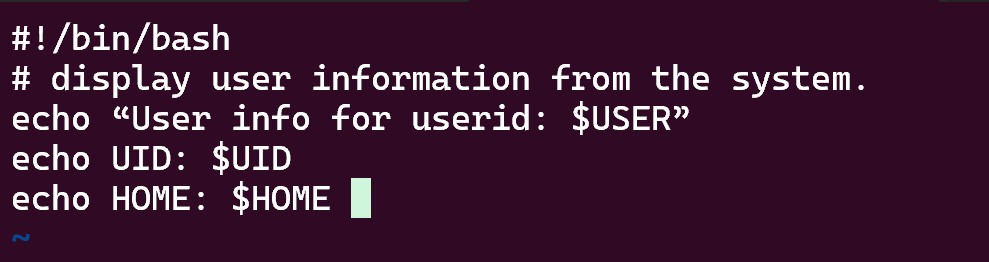 #!/bin/bash
# display user information from the system.
echo “User info for userid: $USER”
echo UID: $UID
echo HOME: $HOME
~